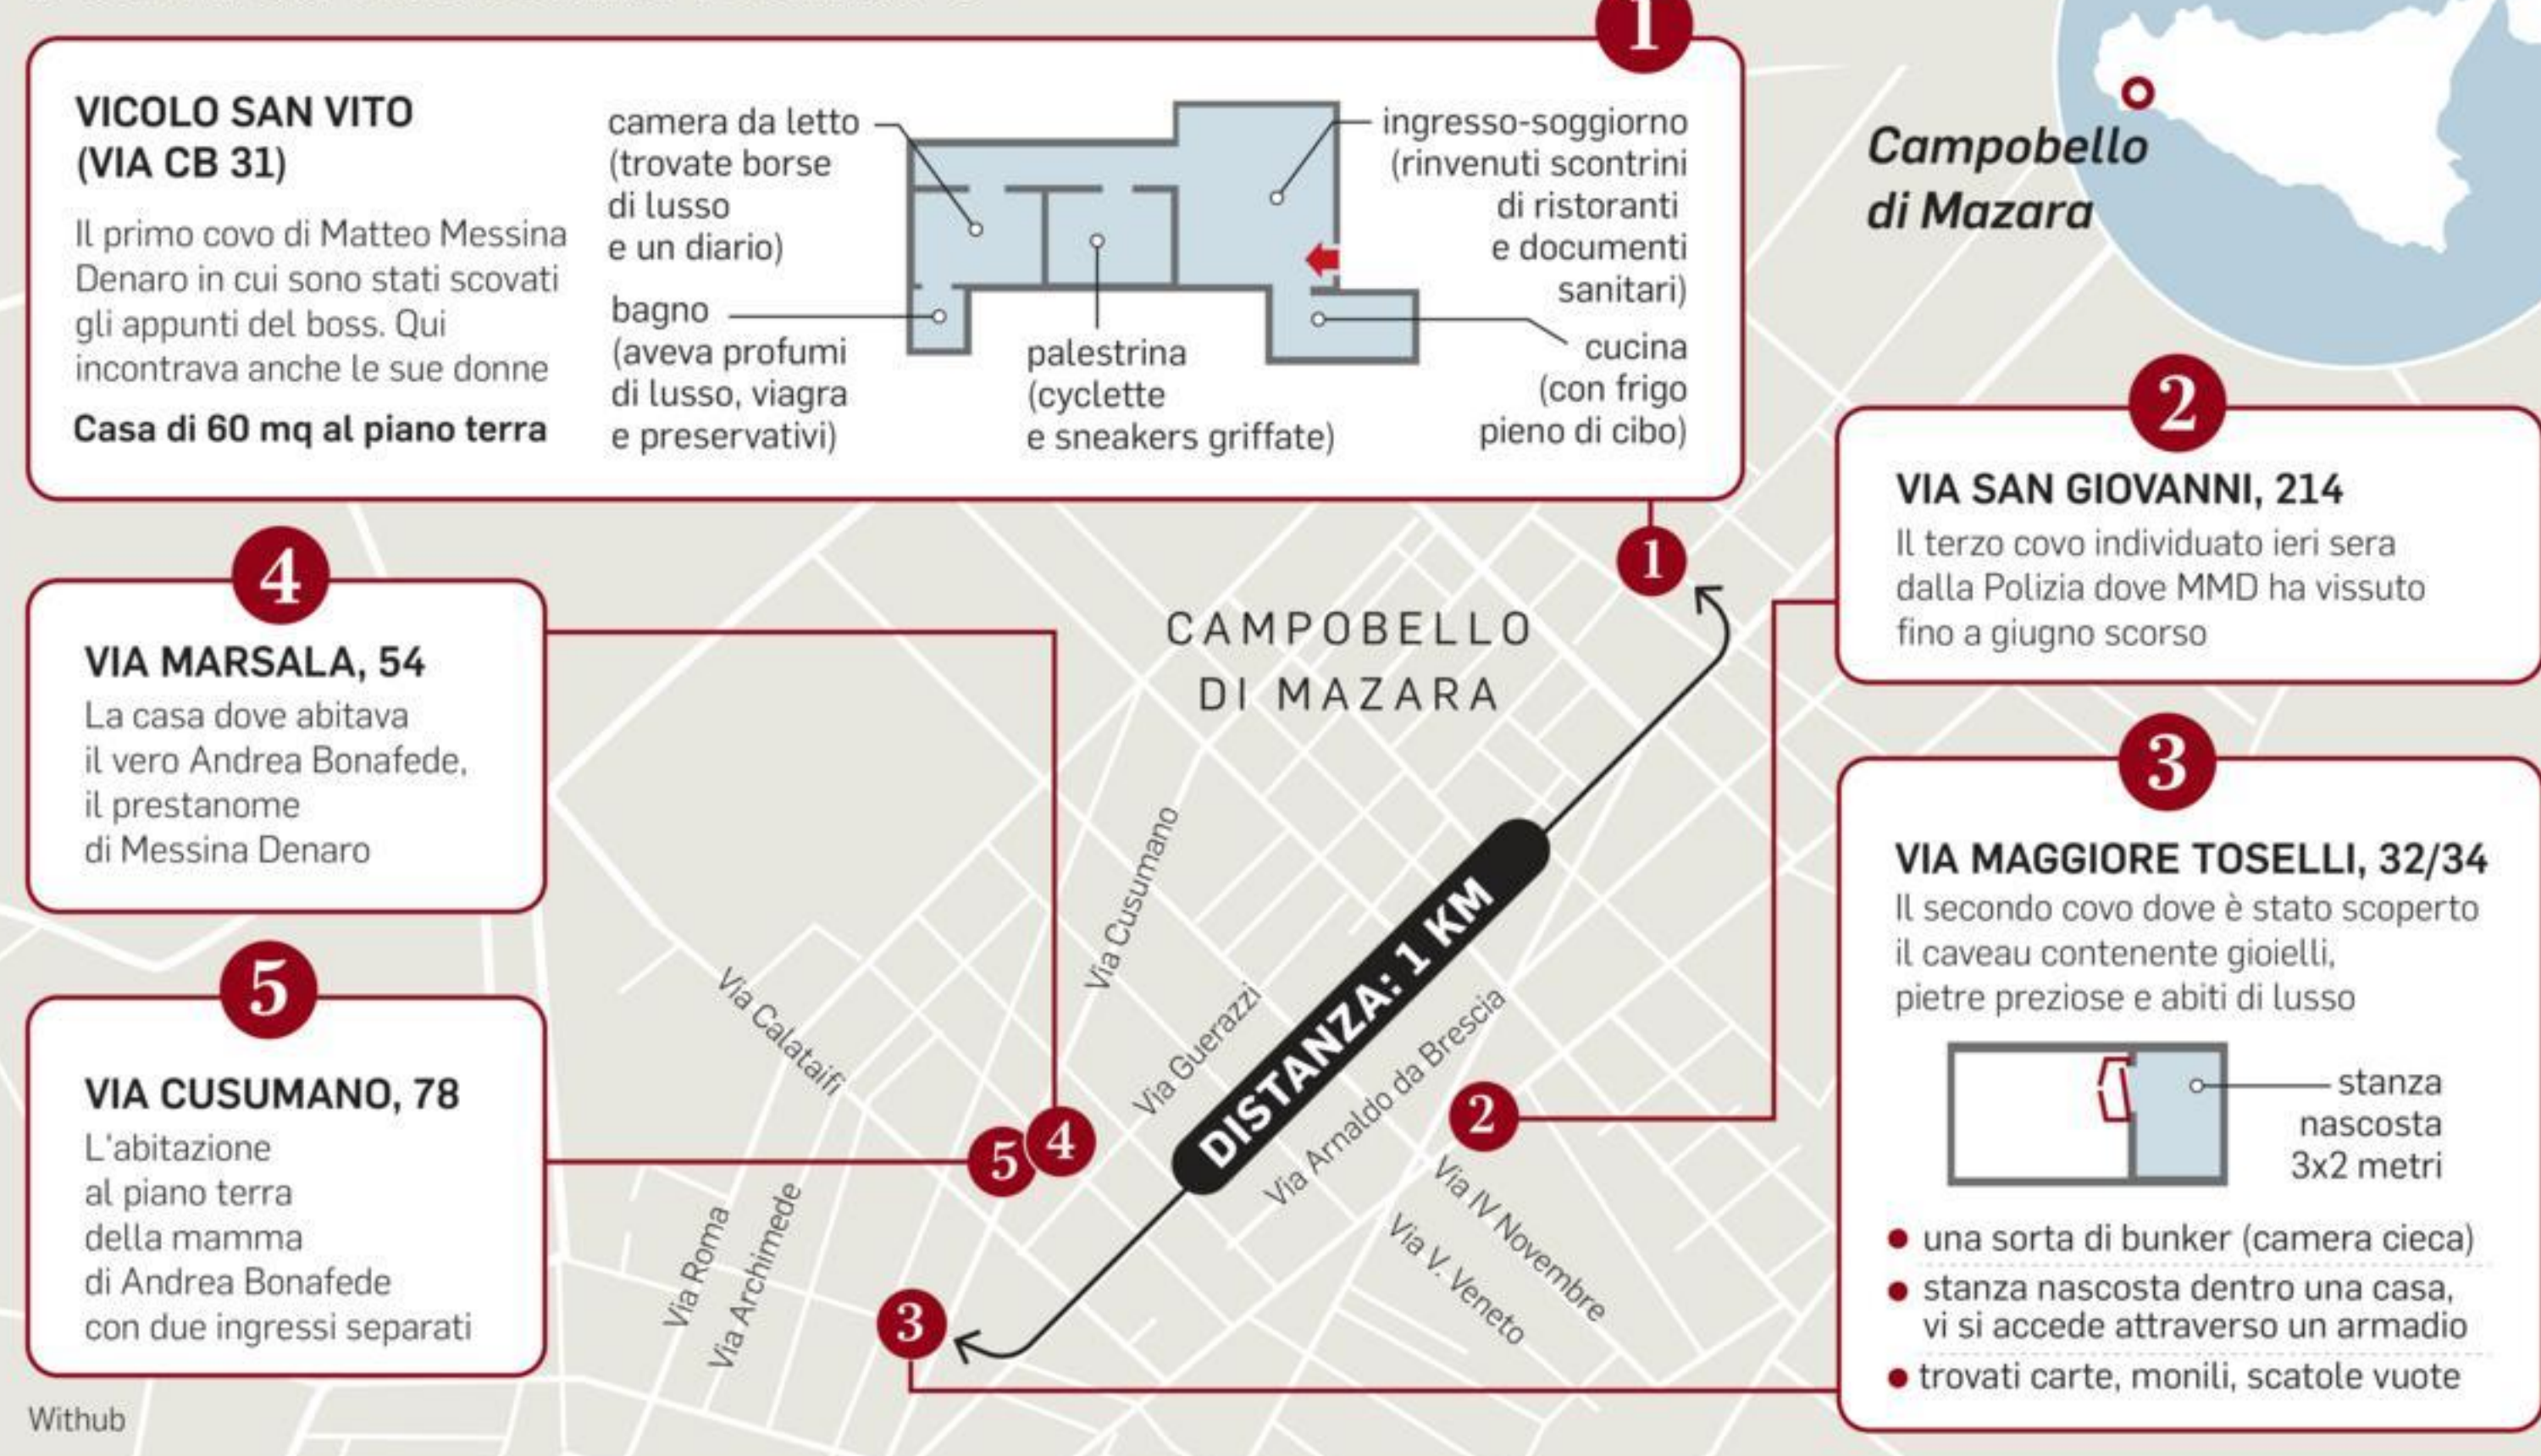 1
VICOLO SAN VITO
(VIA CB 31)
Il primo covo di Matteo Messina
Denaro in cui sono stati scovati
gli appunti del boss. Qui
incontrava anche le sue donne
Casa di 60 mq al piano terra
camera da letto
(trovate borse
di lusso
e un diario)
bagno
(aveva profumi
di lusso, viagra
e preservativi)
palestrina
(cyclette
e sneakers griffate)
ingresso-soggiorno
(rinvenuti scontrini
di ristoranti
e documenti
sanitari)
cucina
(con frigo
pieno di cibo)
Campobello
di Mazara
2
VIA SAN GIOVANNI, 214
Il terzo covo individuato ieri sera
dalla Polizia dove MMD ha vissuto
fino a giugno scorso
3
VIA MAGGIORE TOSELLI, 32/34
Il secondo covo dove è stato scoperto
il caveau contenente gioielli,
pietre preziose e abiti di lusso
stanza
nascosta
3x2 metri
una sorta di bunker (camera cieca)
stanza nascosta dentro una casa,
vi si accede attraverso un armadio
trovati carte, monili, scatole vuote
4
VIA MARSALA, 54
La casa dove abitava
il vero Andrea Bonafede,
il prestanome
di Messina Denaro
5
VIA CUSUMANO, 78
L'abitazione
al piano terra
della mamma
di Andrea Bonafede
con due ingressi separati
CAMPOBELLO
DI MAZARA
1
DISTANZA: 1 KM
Via Cusumano
Via Calataifi
Via Guerazzi
Via Arnaldo da Brescia
2
5
4
Via IV Novembre
Via V. Veneto
Via Roma
Via Archimede
3
Withub